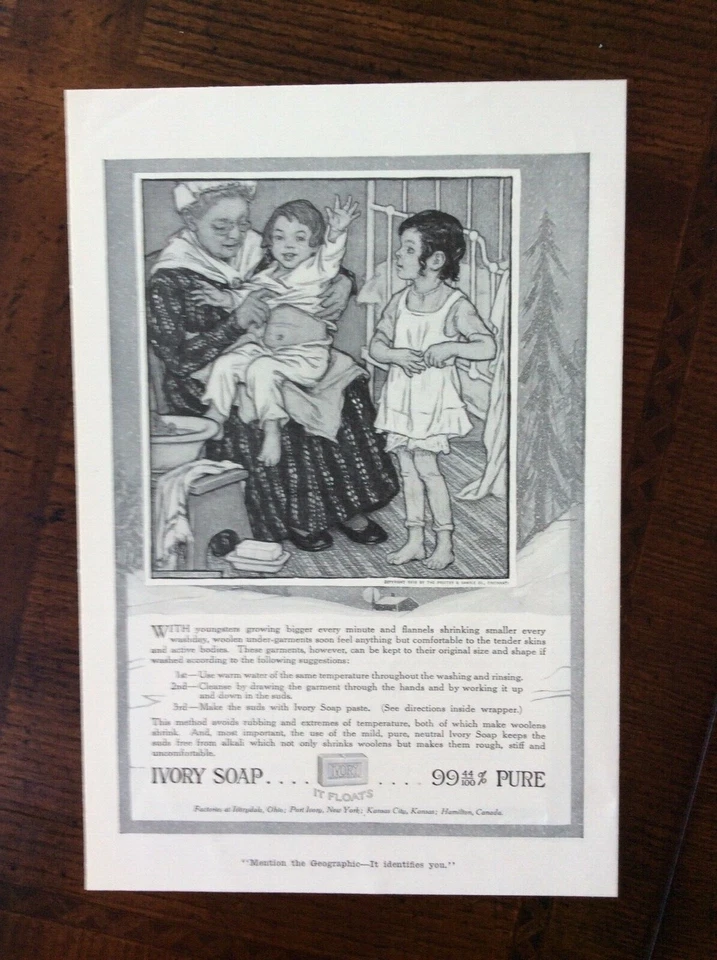 COPYRIGHT 1916 BY THE PROCTER & GAMBLE CO., CINCINNATI
WITH youngsters growing bigger every minute and flannels shrinking smaller every
washday, woolen under-garments soon feel anything but comfortable to the tender skins
and active bodies. These garments, however, can be kept to their original size and shape if
washed according to the following suggestions:
1st—Use warm water of the same temperature throughout the washing and rinsing.
2nd—Cleanse by drawing the garment through the hands and by working it up
and down in the suds.
3rd—Make the suds with Ivory Soap paste. (See directions inside wrapper.)
This method avoids rubbing and extremes of temperature, both of which make woolens
shrink. And, most important, the use of the mild, pure, neutral Ivory Soap keeps the
suds free from alkali which not only shrinks woolens but makes them rough, stiff and
uncomfortable.
IVORY SOAP.... IVORY .... 99 44/100 % PURE
IT FLOATS
Factories at Ivorydale, Ohio; Port Ivory, New York; Kansas City, Kansas; Hamilton, Canada.
"Mention the Geographic—It identifies you."